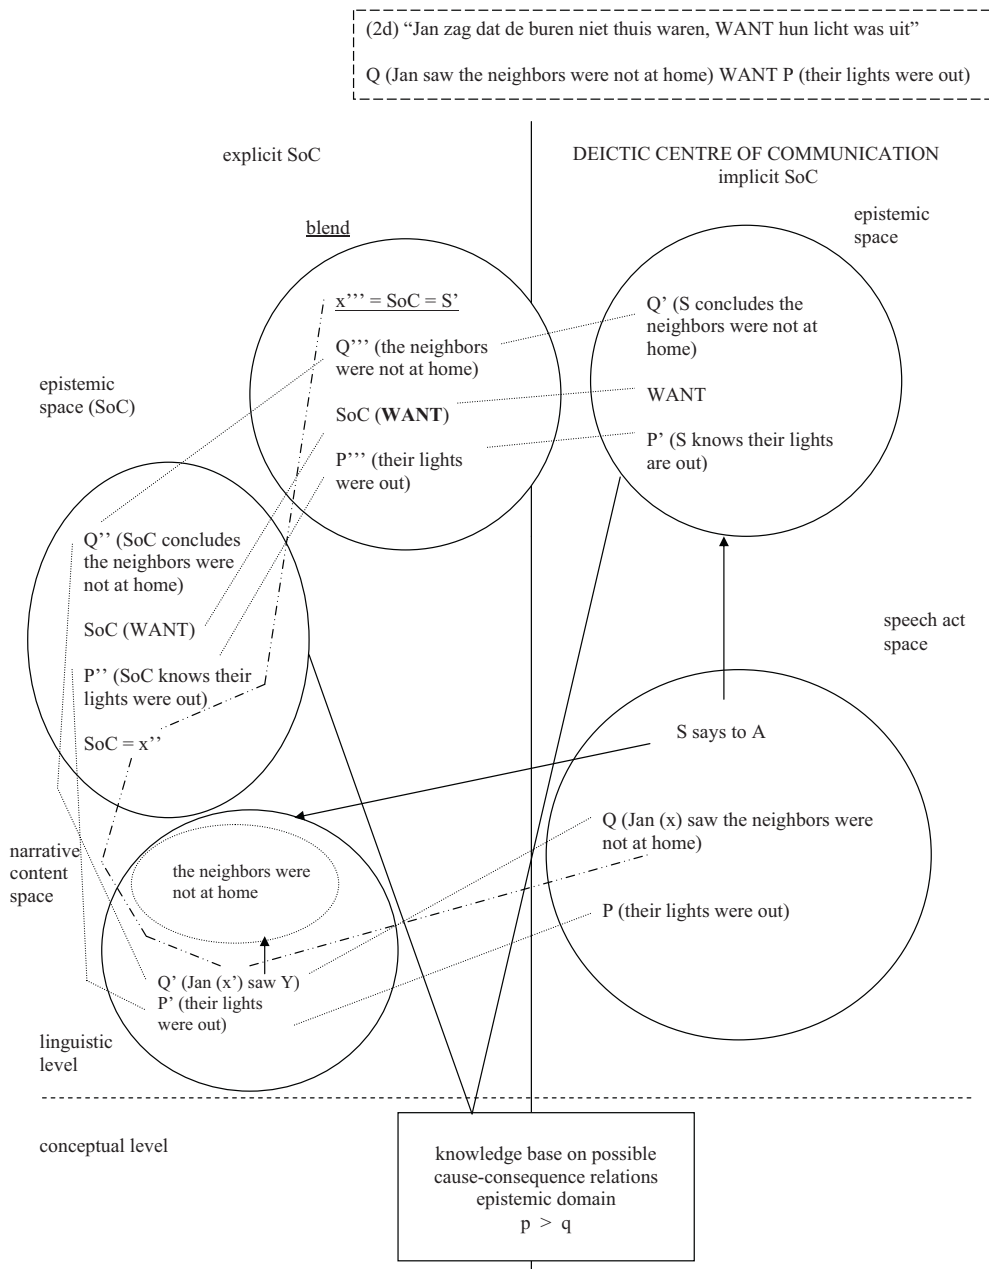 (2d) “Jan zag dat de buren niet thuis waren, WANT hun licht was uit”
Q (Jan saw the neighbors were not at home) WANT P (their lights were out)
explicit SoC
DEICTIC CENTRE OF COMMUNICATION
implicit SoC
epistemic
space
blend
x’’’ = SoC = S’
Q’’’ (the neighbors
were not at home)
SoC (WANT)
P’’’ (their lights
were out)
Q’ (S concludes the
neighbors were not at
home)
WANT
P’ (S knows their lights
are out)
epistemic
space (SoC)
Q’’ (SoC concludes
the neighbors were
not at home)
SoC (WANT)
P’’ (SoC knows their
lights were out)
SoC = x’’
speech act
space
S says to A
Q (Jan (x) saw the neighbors were
not at home)
P (their lights were out)
narrative
content
space
the neighbors were
not at home
Q’ (Jan (x’) saw Y)
P’ (their lights
were out)
linguistic
level
conceptual level
knowledge base on possible
cause-consequence relations
epistemic domain
p > q